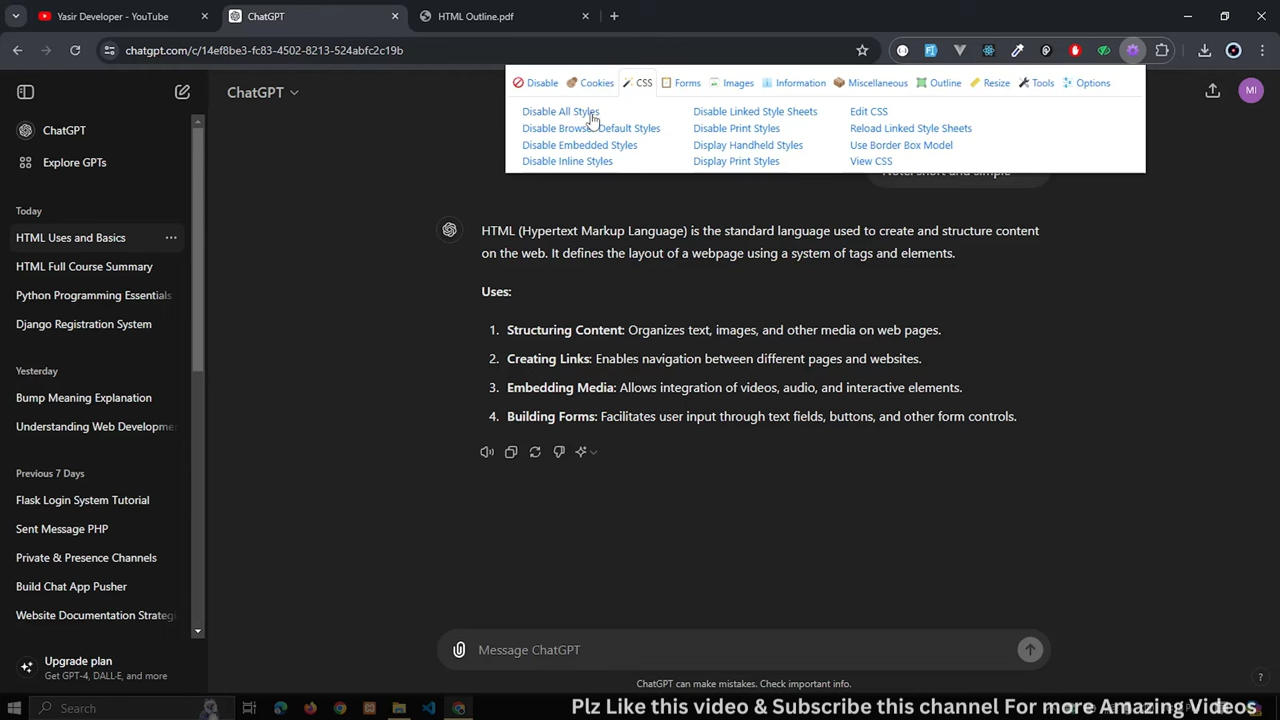 Yasir Developer - YouTube
ChatGPT
HTML Outline.pdf
chatgpt.com/c/14ef8be3-fc83-4502-8213-524abfc2c19b
Disable Cookies CSS Forms Images Information Miscellaneous Outline Resize Tools Options
Disable All Styles Disable Linked Style Sheets Edit CSS
Disable Browser Default Styles Disable Print Styles Reload Linked Style Sheets
Disable Embedded Styles Display Handheld Styles Use Border Box Model
Disable Inline Styles Display Print Styles View CSS
ChatGPT
MI
ChatGPT
Explore GPTs
Today
HTML Uses and Basics
HTML Full Course Summary
Python Programming Essentials
Django Registration System
Yesterday
Bump Meaning Explanation
Understanding Web Developme
Previous 7 Days
Flask Login System Tutorial
Sent Message PHP
Private & Presence Channels
Build Chat App Pusher
Website Documentation Strateg
Upgrade plan
Get GPT-4, DALL-E, and more
short and simple
HTML (Hypertext Markup Language) is the standard language used to create and structure content
on the web. It defines the layout of a webpage using a system of tags and elements.
Uses:
1. Structuring Content: Organizes text, images, and other media on web pages.
2. Creating Links: Enables navigation between different pages and websites.
3. Embedding Media: Allows integration of videos, audio, and interactive elements.
4. Building Forms: Facilitates user input through text fields, buttons, and other form controls.
Message ChatGPT
ChatGPT can make mistakes. Check important info.
?
Search
Plz Like this video & Subscribe this channel For more Amazing Videos